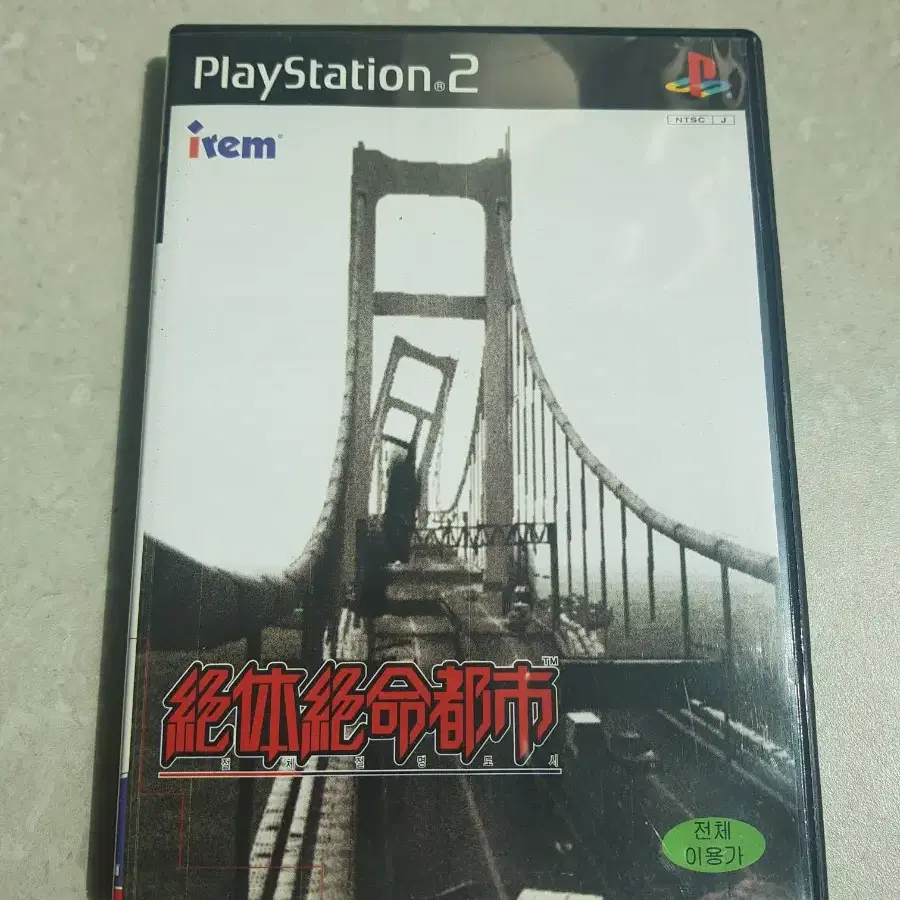 PlayStation®2
NTSC J
irem®
絶体絶命都市™
절체절명도시
전체
이용가